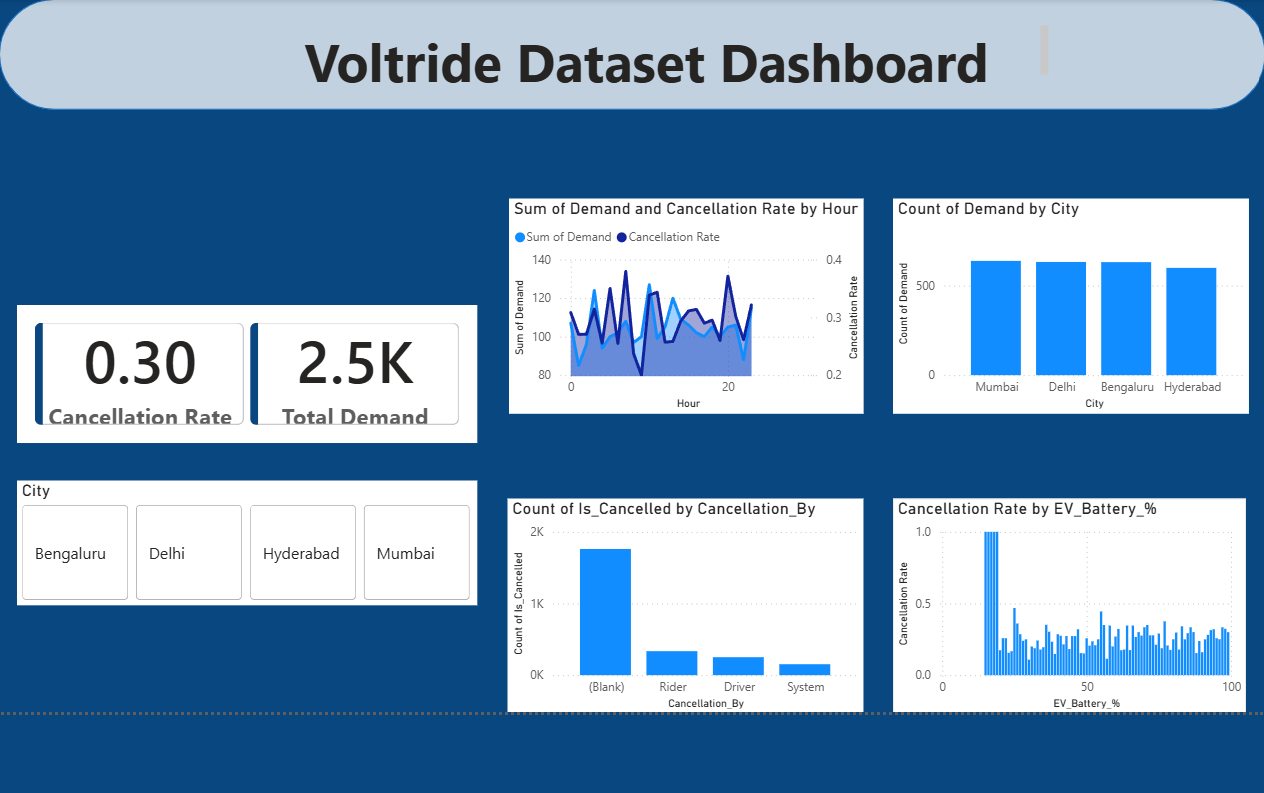 Voltride Dataset Dashboard
0.30
Cancellation Rate
2.5K
Total Demand
City
Bengaluru
Delhi
Hyderabad
Mumbai
Sum of Demand and Cancellation Rate by Hour
Sum of Demand
Cancellation Rate
140
120
100
80
Sum of Demand
0.4
0.3
0.2
Cancellation Rate
0
20
Hour
Count of Demand by City
500
0
Count of Demand
Mumbai
Delhi
Bengaluru
Hyderabad
City
Count of Is_Cancelled by Cancellation_By
2K
1K
0K
Count of Is_Cancelled
(Blank)
Rider
Driver
System
Cancellation_By
Cancellation Rate by EV_Battery_%
1.0
0.5
0.0
Cancellation Rate
0
50
100
EV_Battery_%